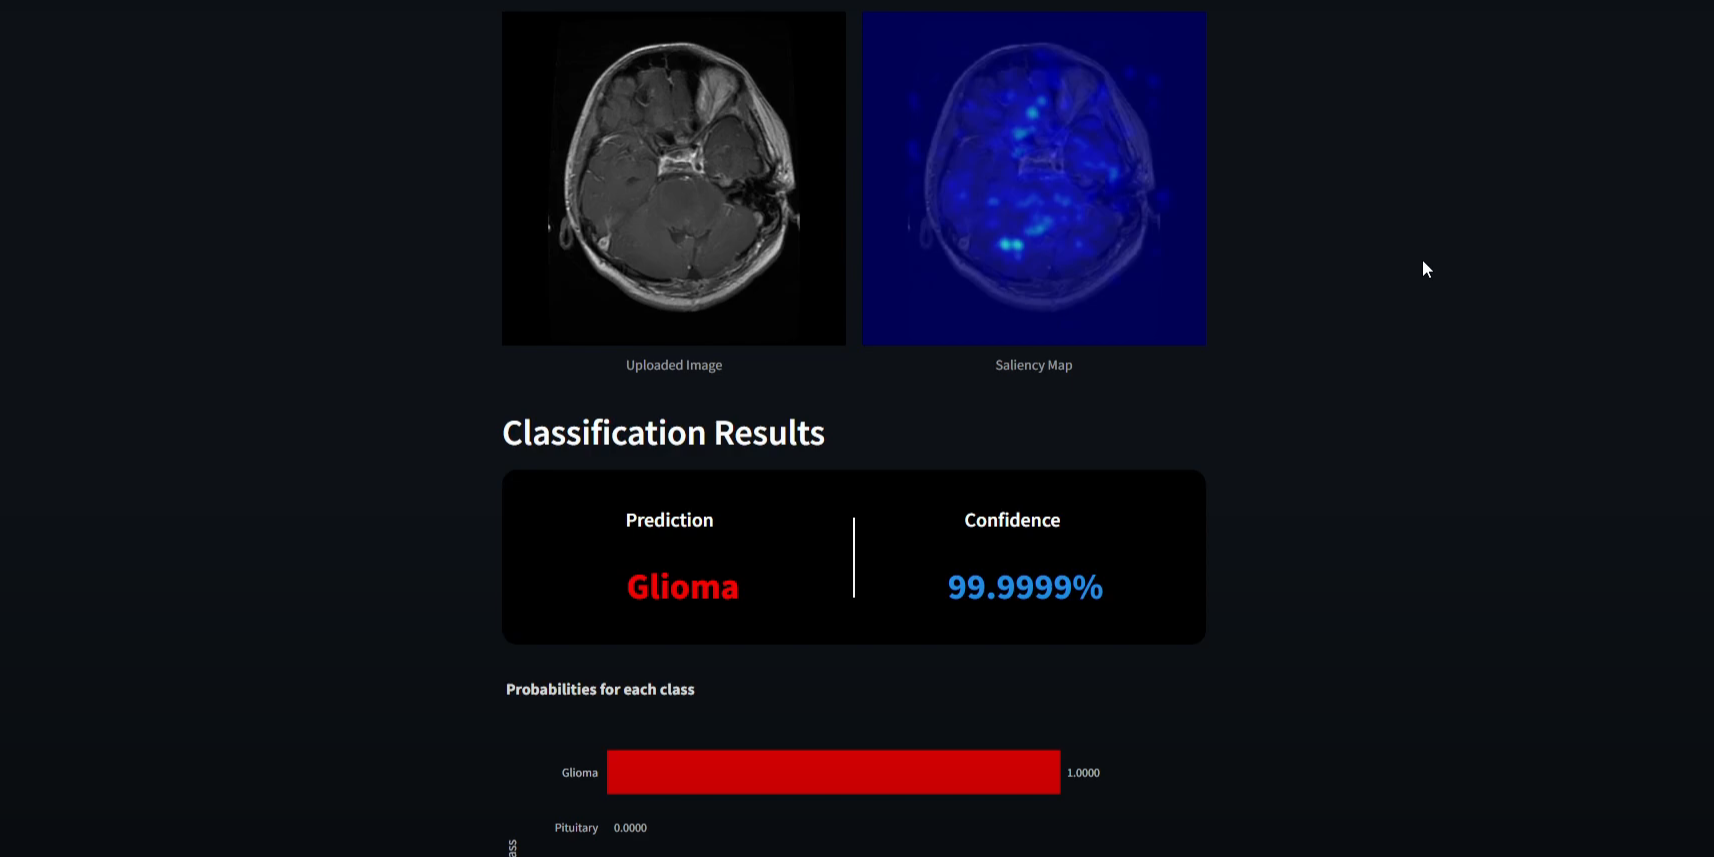 Uploaded Image
Saliency Map
Classification Results
Prediction
Confidence
Glioma
99.9999%
Probabilities for each class
Glioma
1.0000
Pituitary
0.0000
ass